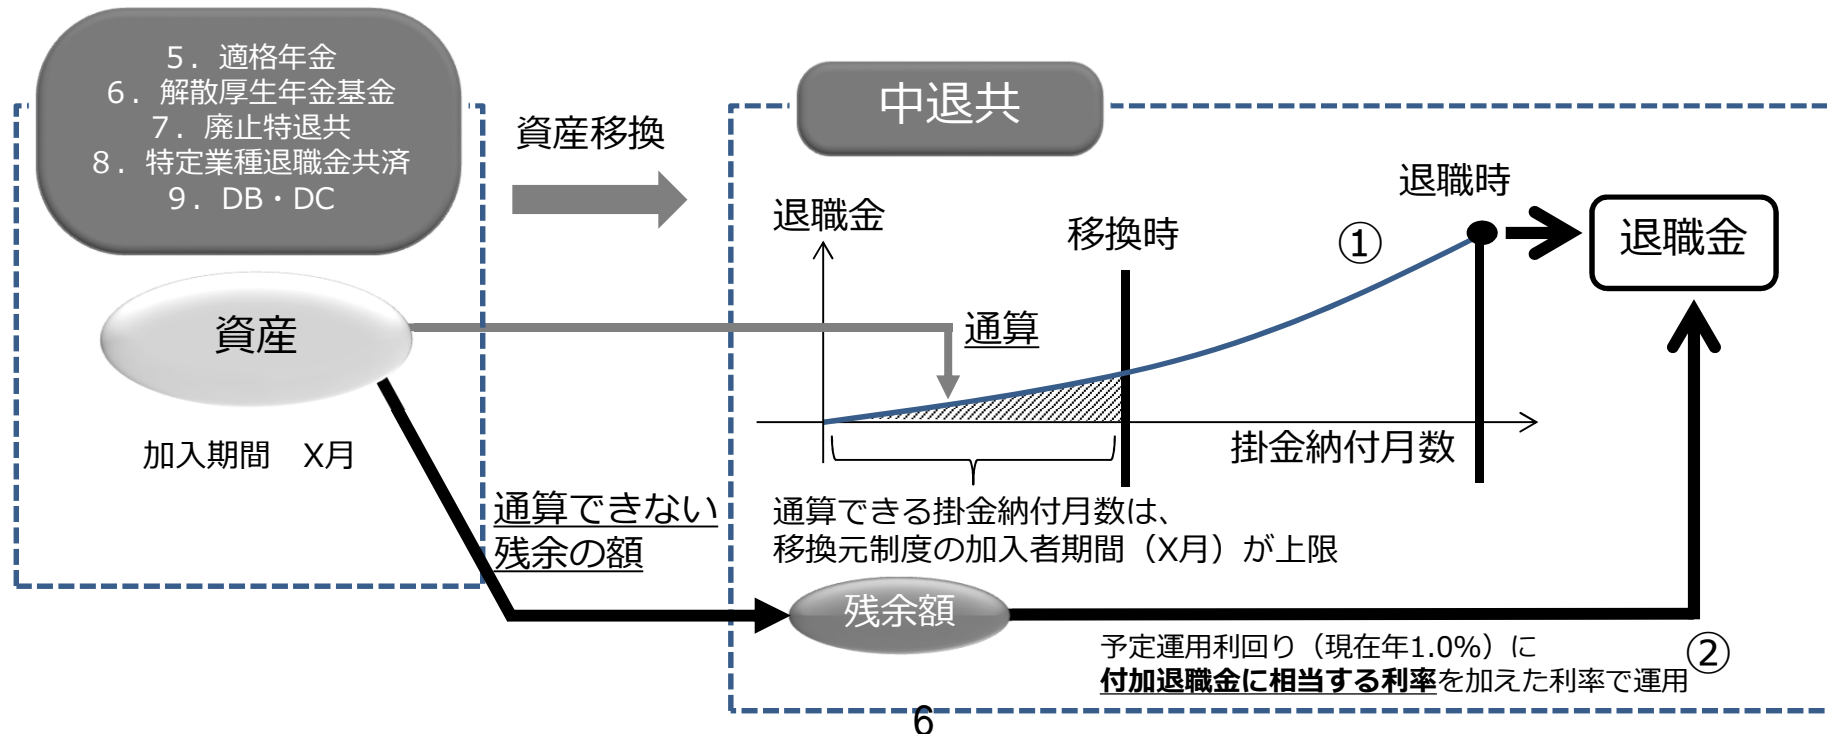 ５．適格年金
６．解散厚生年金基金
７．廃止特退共
８．特定業種退職金共済
９．DB・DC
資産
加入期間　X月
資産移換
通算できない
残余の額
中退共
退職金
移換時
①
退職時
退職金
通算
掛金納付月数
通算できる掛金納付月数は、
移換元制度の加入者期間（X月）が上限
残余額
予定運用利回り（現在年1.0%）に
付加退職金に相当する利率を加えた利率で運用
②
6